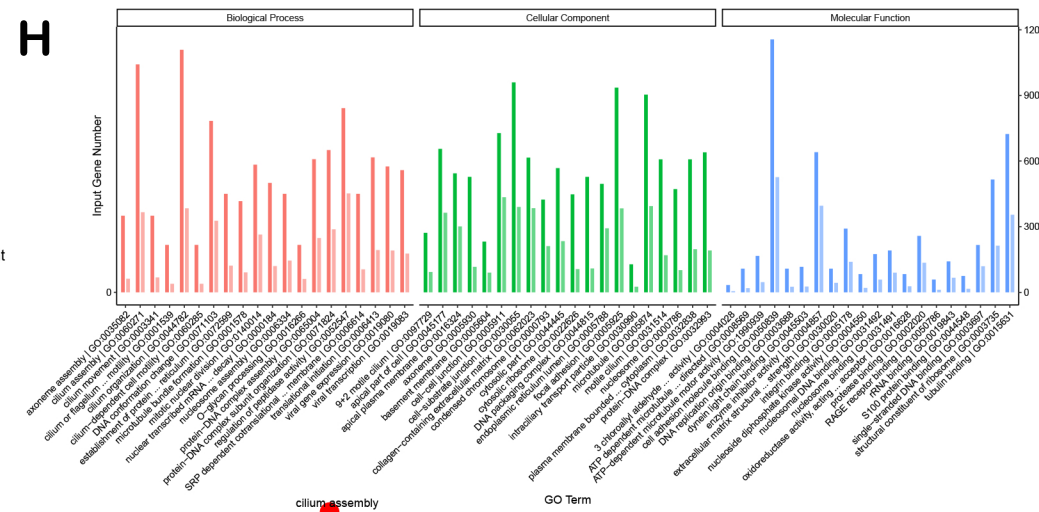 H
Biological Process
Cellular Component
Molecular Function
Input Gene Number
0
1200
900
600
300
0
axoneme assembly | GO:0035082
cilium assembly | GO:0060271
cilium movement | GO:0003341
cilium or flagellum ... motility | GO:0001539
cilium organization | GO:0044782
cilium-dependent cell motility | GO:0060285
DNA conformation change | GO:0071103
establishment of protein ... reticulum | GO:0072599
microtubule bundle formation | GO:0001578
mitotic nuclear division | GO:0140014
nuclear transcribed mRNA ... decay | GO:0000184
nucleosome assembly | GO:0006334
O-glycan processing | GO:0016266
protein-DNA complex assembly | GO:0065004
protein-DNA complex subunit organization | GO:0071824
regulation of peptidase activity | GO:0052547
SRP dependent cotranslational ... membrane | GO:0006614
translational initiation | GO:0006413
viral gene expression | GO:0019080
viral transcription | GO:0019083
9+2 motile cilium | GO:0097729
apical part of cell | GO:0045177
apical plasma membrane | GO:0016324
axoneme | GO:0005930
basement membrane | GO:0005604
cell-cell junction | GO:0005911
cell-substrate junction | GO:0030055
collagen-containing extracellular matrix | GO:0062023
condensed chromosome | GO:0000793
cytosolic part | GO:0044445
cytosolic ribosome | GO:0022626
DNA packaging complex | GO:0044815
endoplasmic reticulum lumen | GO:0005788
focal adhesion | GO:0005925
intraciliary transport particle | GO:0030990
microtubule | GO:0005874
motile cilium | GO:0031514
nucleosome | GO:0000786
plasma membrane bounded ... cytoplasm | GO:0032838
protein-DNA complex | GO:0032993
3 chloroallyl aldehyde ... activity | GO:0004028
ATP dependent microtubule ... directed | GO:0008569
ATP-dependent microtubule motor activity | GO:1990939
cell adhesion molecule binding | GO:0050839
DNA replication origin binding | GO:0003688
dynein light chain binding | GO:0045503
enzyme inhibitor activity | GO:0004857
extracellular matrix structural ... strength | GO:0030020
integrin binding | GO:0005178
nucleoside diphosphate kinase activity | GO:0004550
nucleosomal DNA binding | GO:0031492
nucleosome binding | GO:0031491
oxidoreductase activity, acting ... acceptor | GO:0016628
protease binding | GO:0002020
RAGE receptor binding | GO:0050786
rRNA binding | GO:0019843
S100 protein binding | GO:0044548
single-stranded DNA binding | GO:0003697
structural constituent of ribosome | GO:0003735
tubulin binding | GO:0015631
t
GO Term
cilium assembly